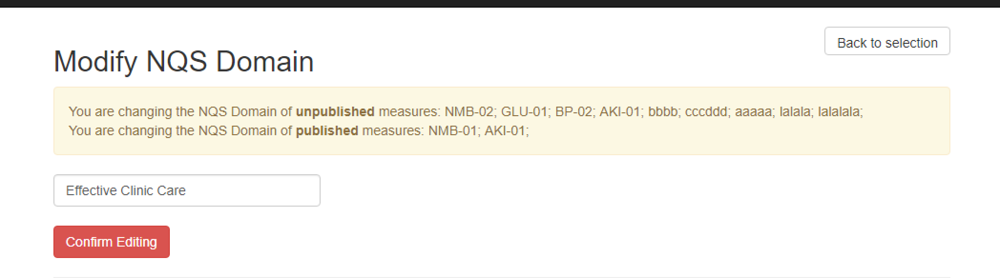 Back to selection
Modify NQS Domain
You are changing the NQS Domain of unpublished measures: NMB-02; GLU-01; BP-02; AKI-01; bbbb; cccddd; aaaaa; lalala; lalalala;
You are changing the NQS Domain of published measures: NMB-01; AKI-01;
Effective Clinic Care
Confirm Editing